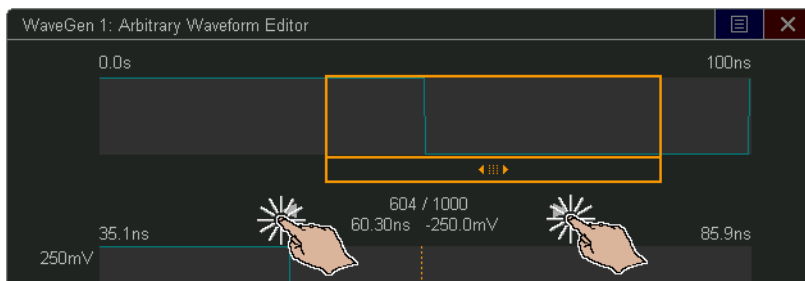 WaveGen 1: Arbitrary Waveform Editor
0.0s 100ns
604 / 1000
60.30ns -250.0mV
35.1ns 85.9ns
250mV